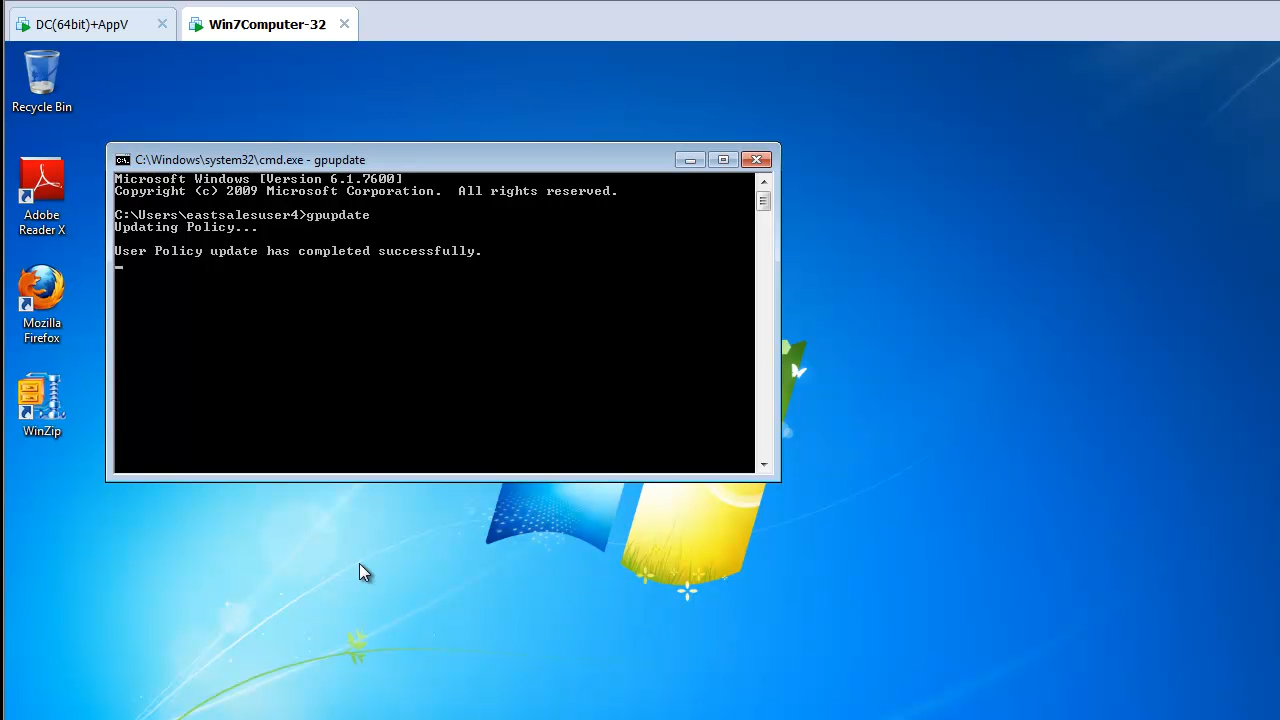 DC(64bit)+AppV
Win7Computer-32
Recycle Bin
C:\Windows\system32\cmd.exe - gpupdate
Microsoft Windows [Version 6.1.7600]
Copyright (c) 2009 Microsoft Corporation.  All rights reserved.
C:\Users\eastsalesuser4>gpupdate
Updating Policy...
User Policy update has completed successfully.
Adobe
Reader X
Mozilla
Firefox
WinZip